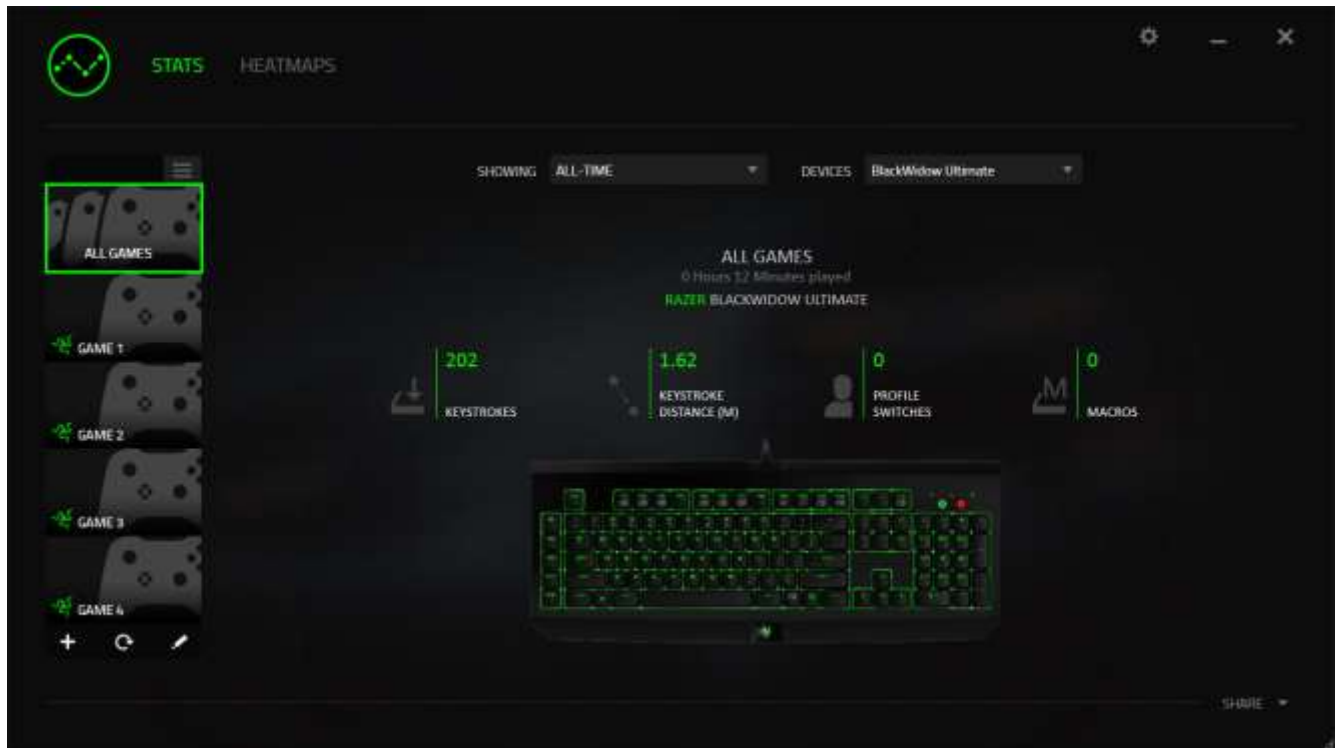 STATS HEATMAPS
SHOWING ALL-TIME DEVICES BlackWidow Ultimate
ALL GAMES
GAME 1
GAME 2
GAME 3
GAME 4
ALL GAMES
0 Hours 12 Minutes played
RAZER BLACKWIDOW ULTIMATE
202
KEYSTROKES
1.62
KEYSTROKE
DISTANCE (M)
0
PROFILE
SWITCHES
M
0
MACROS
SHARE